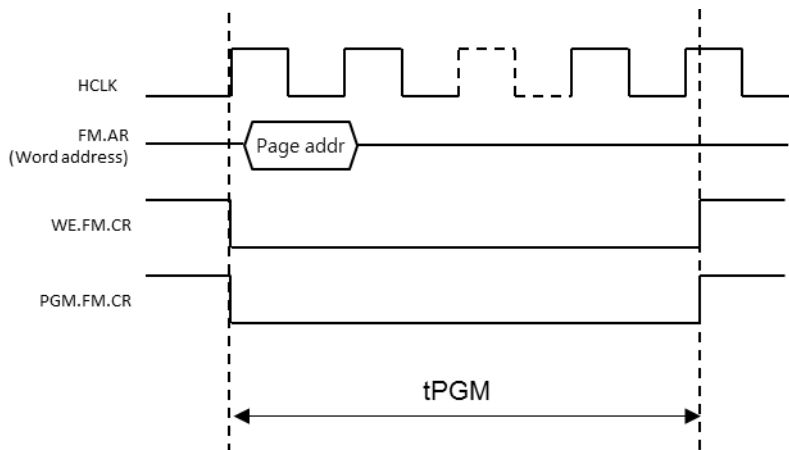 HCLK
FM.AR
(Word address)
Page addr
WE.FM.CR
PGM.FM.CR
tPGM